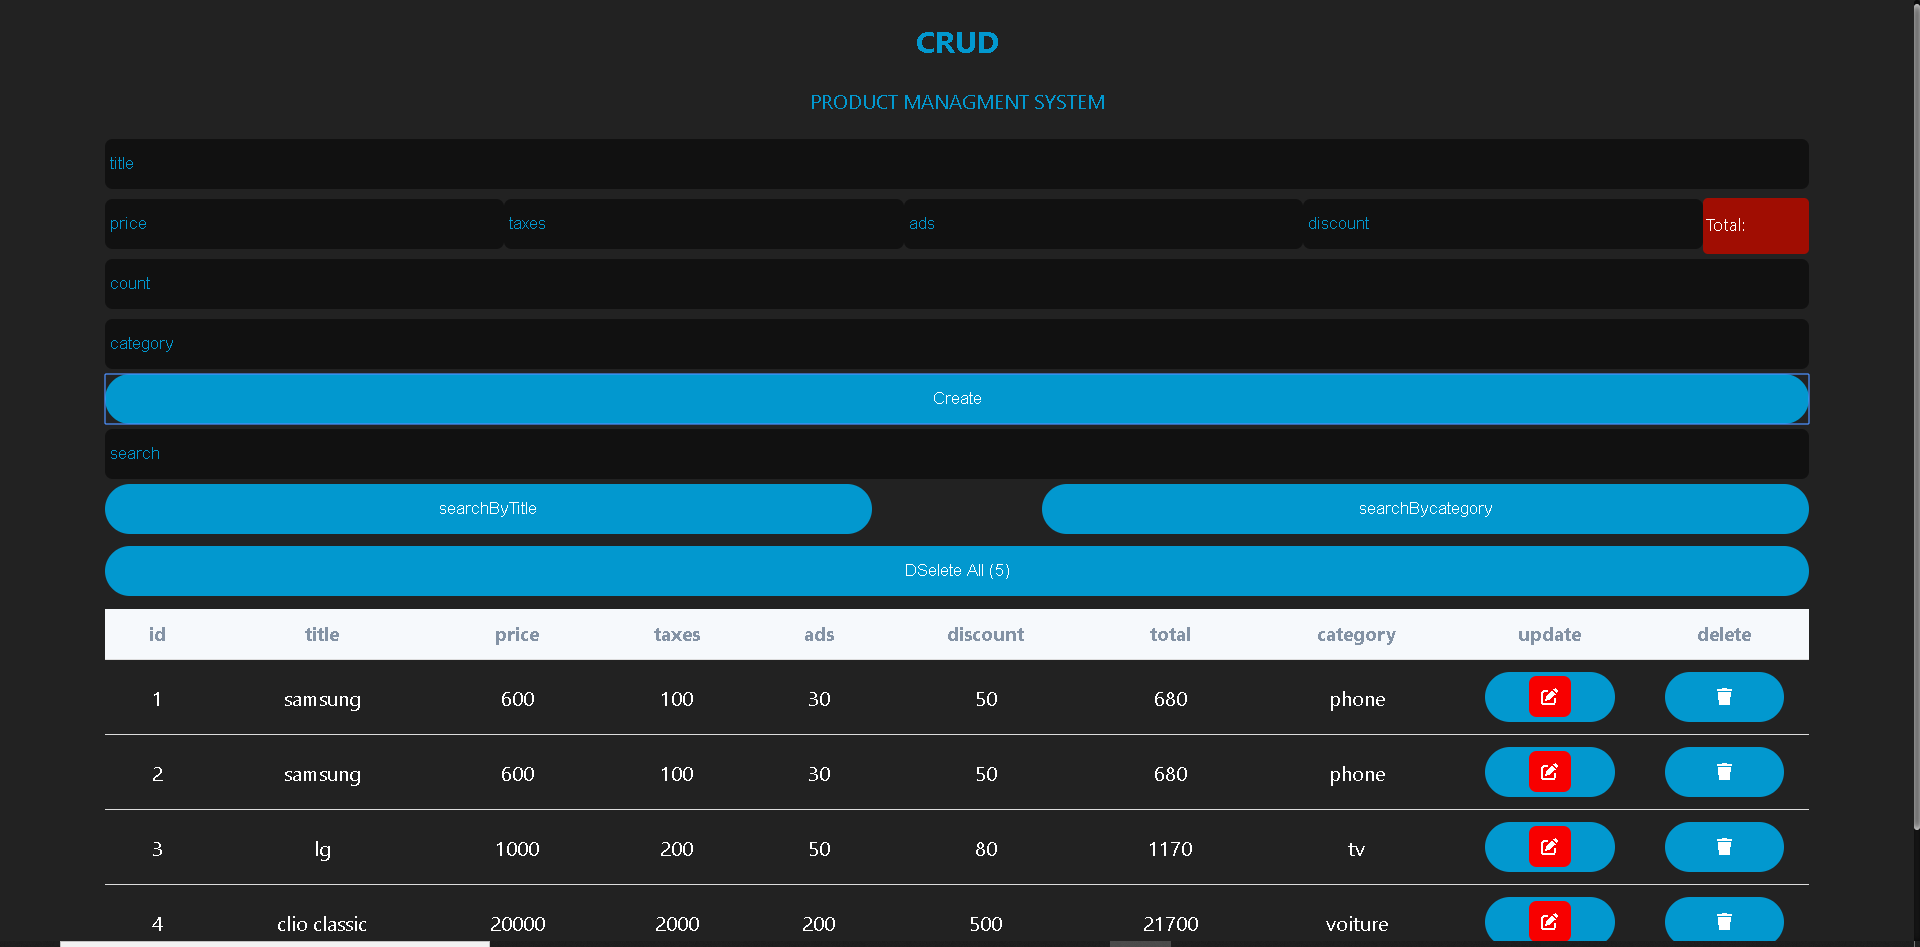 CRUD
PRODUCT MANAGMENT SYSTEM
title
price taxes ads discount Total:
count
category
Create
search
searchByTitle searchBycategory
DSelete All (5)
id title price taxes ads discount total category update delete
1 samsung 600 100 30 50 680 phone
2 samsung 600 100 30 50 680 phone
3 lg 1000 200 50 80 1170 tv
4 clio classic 20000 2000 200 500 21700 voiture